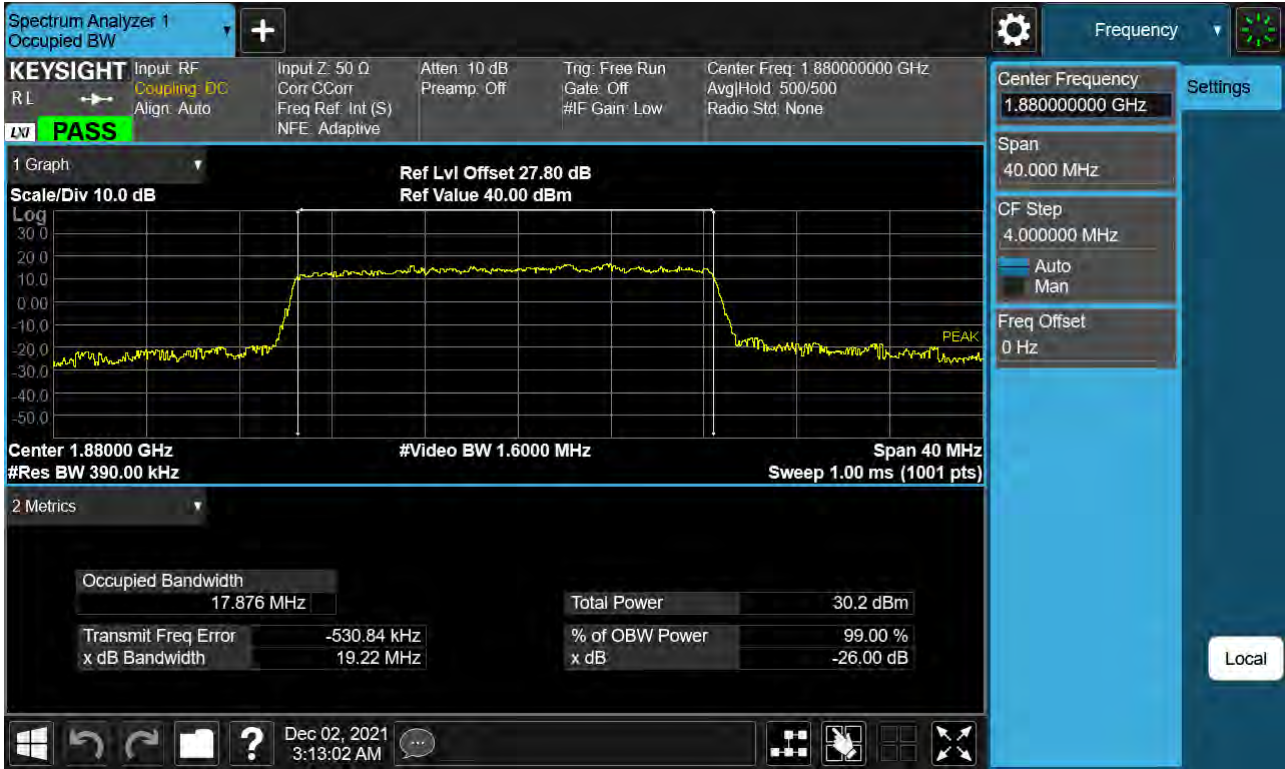 Spectrum Analyzer 1
Occupied BW
+
Frequency
KEYSIGHT
R L
LXI
PASS
Input: RF
Coupling: DC
Align: Auto
Input Z: 50 Ω
Corr CCorr
Freq Ref: Int (S)
NFE: Adaptive
Atten: 10 dB
Preamp: Off
Trig: Free Run
Gate: Off
#IF Gain: Low
Center Freq: 1.880000000 GHz
Avg|Hold: 500/500
Radio Std: None
Center Frequency
1.880000000 GHz
Settings
Span
40.000 MHz
CF Step
4.000000 MHz
Auto
Man
Freq Offset
0 Hz
Local
1 Graph
Scale/Div 10.0 dB
Ref Lvl Offset 27.80 dB
Ref Value 40.00 dBm
Log
30.0
20.0
10.0
0.00
-10.0
-20.0
-30.0
-40.0
-50.0
PEAK
Center 1.88000 GHz
#Video BW 1.6000 MHz
Span 40 MHz
#Res BW 390.00 kHz
Sweep 1.00 ms (1001 pts)
2 Metrics
Occupied Bandwidth
17.876 MHz
Total Power 30.2 dBm
Transmit Freq Error -530.84 kHz
% of OBW Power 99.00 %
x dB Bandwidth 19.22 MHz
x dB -26.00 dB
?
Dec 02, 2021
3:13:02 AM